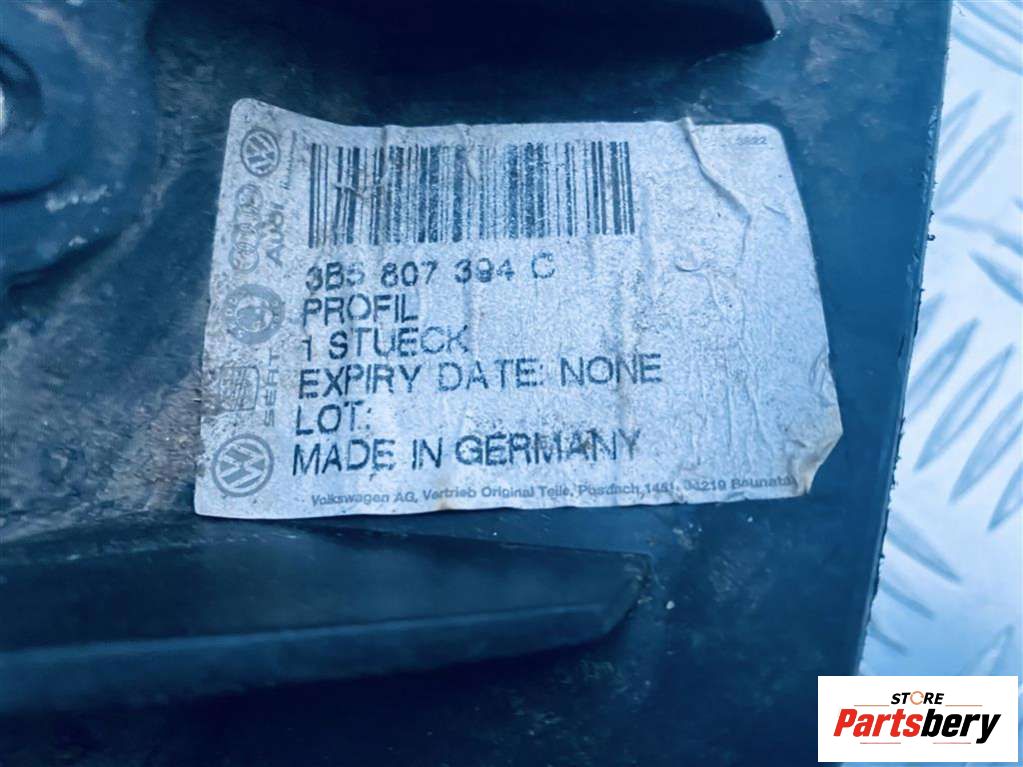 3822
AUDI
SEAT
3B5 807 394 C
PROFIL
1 STUECK
EXPIRY DATE: NONE
LOT:
MADE IN GERMANY
Volkswagen AG, Vertrieb Original Teile, Postfach 1451, 34219 Baunatal
STORE
Partsbery